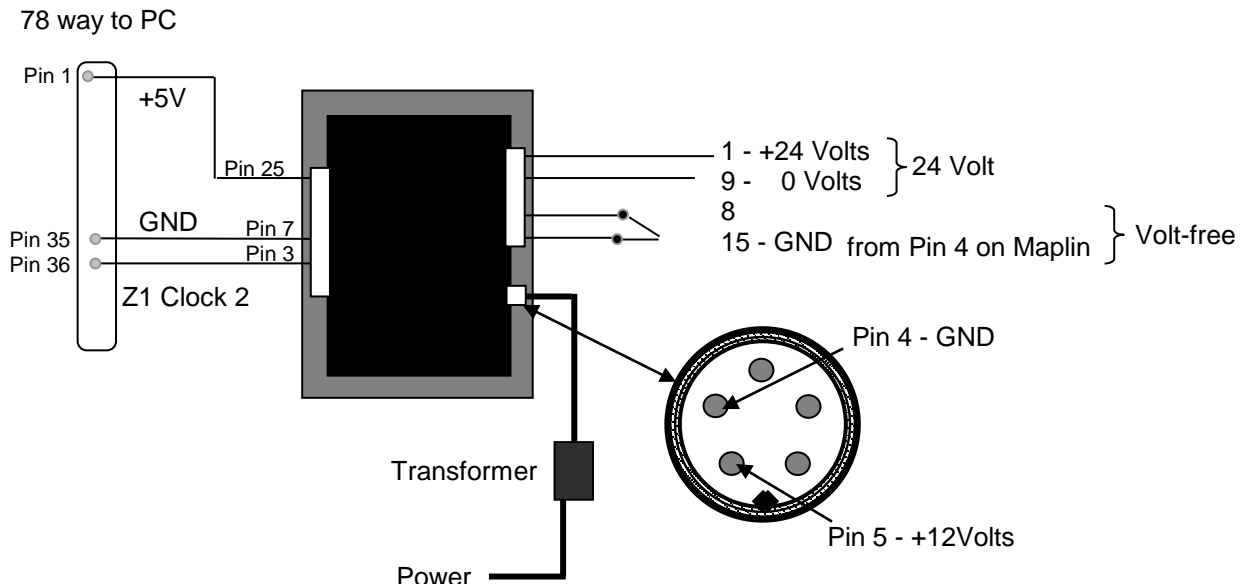 78 way to PC
Pin 1
+5V
Pin 25
1 - +24 Volts
24 Volt
9 - 0 Volts
8
GND
Pin 7
15 - GND from Pin 4 on Maplin
Volt-free
Pin 35
Pin 3
Pin 36
Z1 Clock 2
Pin 4 - GND
Transformer
Pin 5 - +12Volts
Power